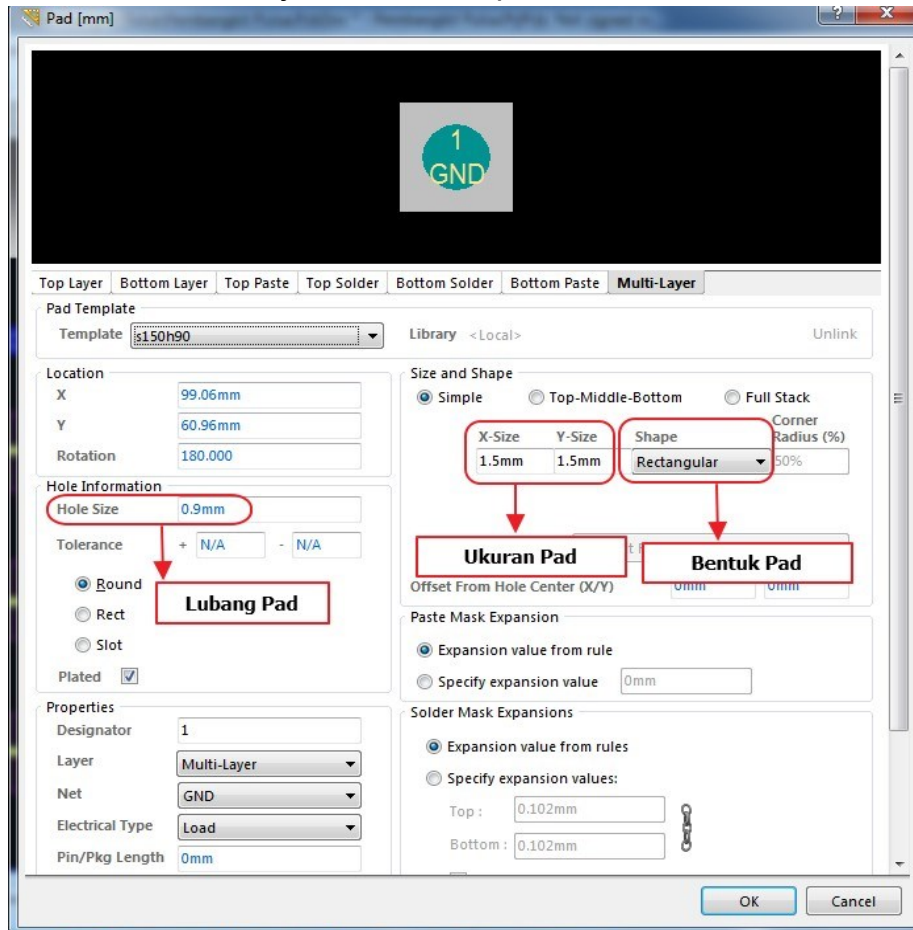 Pad [mm]
1
GND
Top Layer Bottom Layer Top Paste Top Solder Bottom Solder Bottom Paste Multi-Layer
Pad Template
Template s150h90 Library <Local> Unlink
Location
X 99.06mm
Y 60.96mm
Rotation 180.000
Hole Information
Hole Size 0.9mm
Tolerance + N/A - N/A
Round
Rect
Slot
Plated
Lubang Pad
Size and Shape
Simple Top-Middle-Bottom Full Stack
X-Size Y-Size Shape Corner Radius (%)
1.5mm 1.5mm Rectangular 50%
Ukuran Pad
Bentuk Pad
Offset From Hole Center (X/Y) 0mm 0mm
Paste Mask Expansion
Expansion value from rule
Specify expansion value 0mm
Properties
Designator 1
Layer Multi-Layer
Net GND
Electrical Type Load
Pin/Pkg Length 0mm
Solder Mask Expansions
Expansion value from rules
Specify expansion values:
Top : 0.102mm
Bottom : 0.102mm
OK Cancel